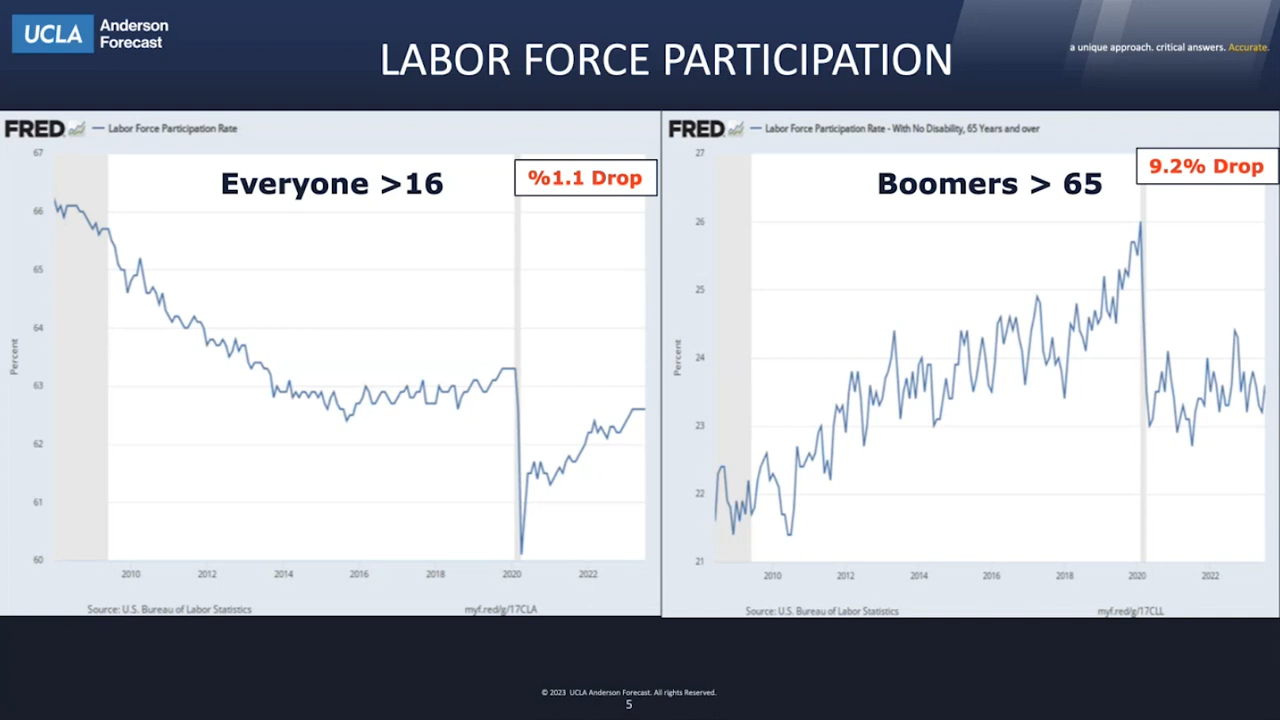 UCLA
Anderson
Forecast
LABOR FORCE PARTICIPATION
a unique approach. critical answers. Accurate.
FRED
Labor Force Participation Rate
Everyone >16
%1.1 Drop
67
66
65
64
63
62
61
60
Percent
2010 2012 2014 2016 2018 2020 2022
Source: U.S. Bureau of Labor Statistics
myf.red/g/17CLA
FRED
Labor Force Participation Rate - With No Disability, 65 Years and over
Boomers > 65
9.2% Drop
27
26
25
24
23
22
21
Percent
2010 2012 2014 2016 2018 2020 2022
Source: U.S. Bureau of Labor Statistics
myf.red/g/17CLL
© 2023 UCLA Anderson Forecast. All rights Reserved.
5